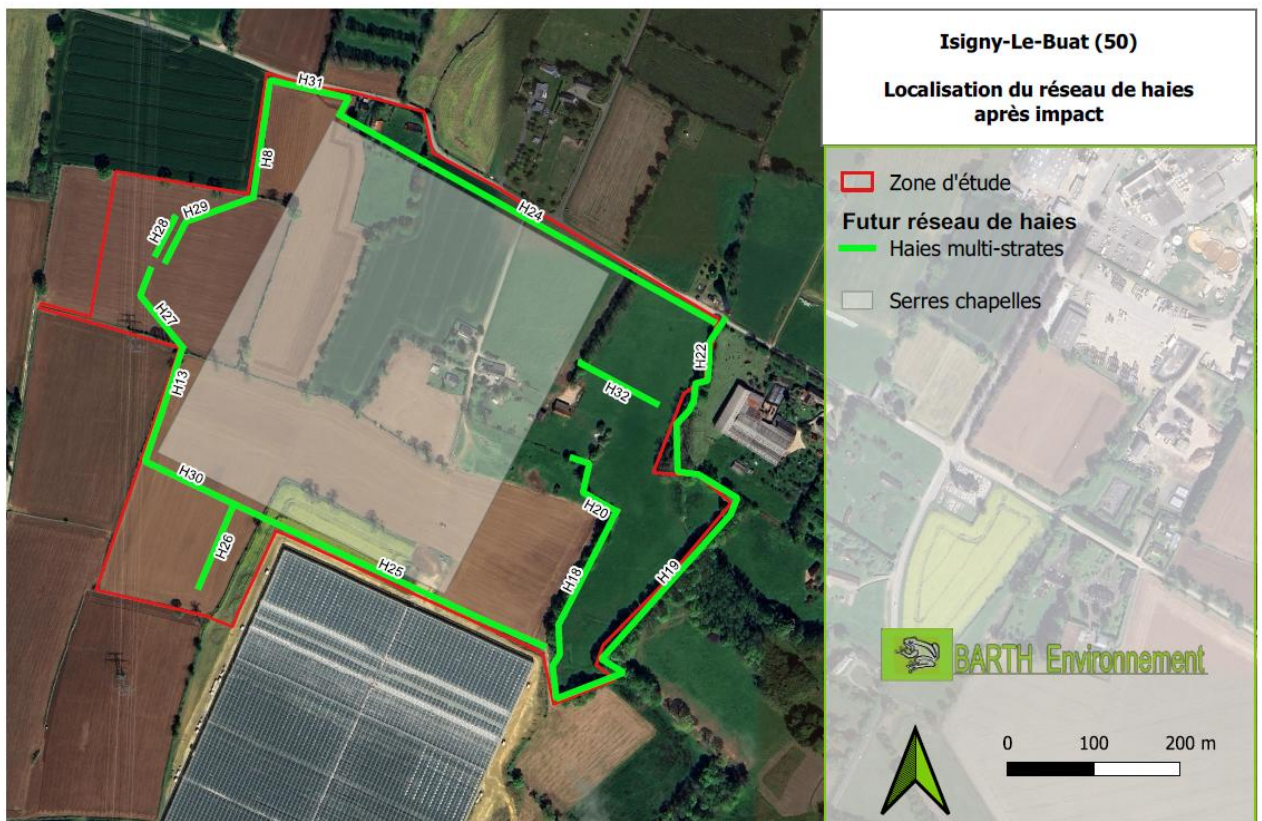 Isigny-Le-Buat (50)
Localisation du réseau de haies
après impact
Zone d'étude
Futur réseau de haies
Haies multi-strates
Serres chapelles
H31
H8
H24
H29
H28
H27
H22
H13
H32
H30
H20
H26
H25
H18
H19
BARTH Environnement
0 100 200 m